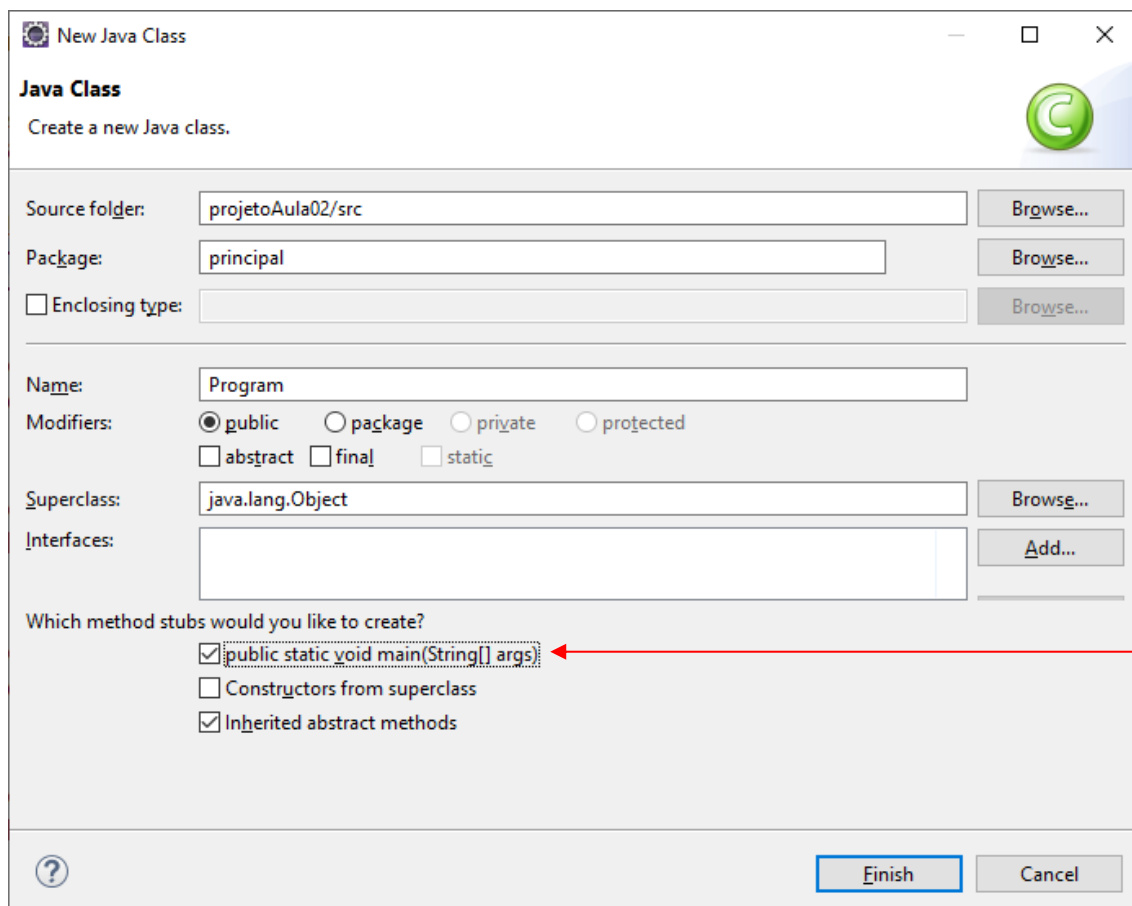 New Java Class
Java Class
Create a new Java class.
C
Source folder: projetoAula02/src Browse...
Package: principal Browse...
Enclosing type: Browse...
Name: Program
Modifiers: public package private protected
abstract final static
Superclass: java.lang.Object Browse...
Interfaces: Add...
Which method stubs would you like to create?
public static void main(String[] args)
Constructors from superclass
Inherited abstract methods
? Finish Cancel